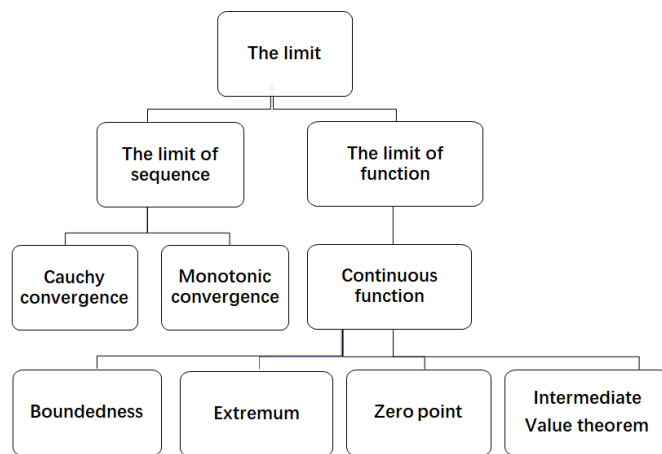 The limit
The limit of
sequence
The limit of
function
Cauchy
convergence
Monotonic
convergence
Continuous
function
Boundedness
Extremum
Zero point
Intermediate
Value theorem